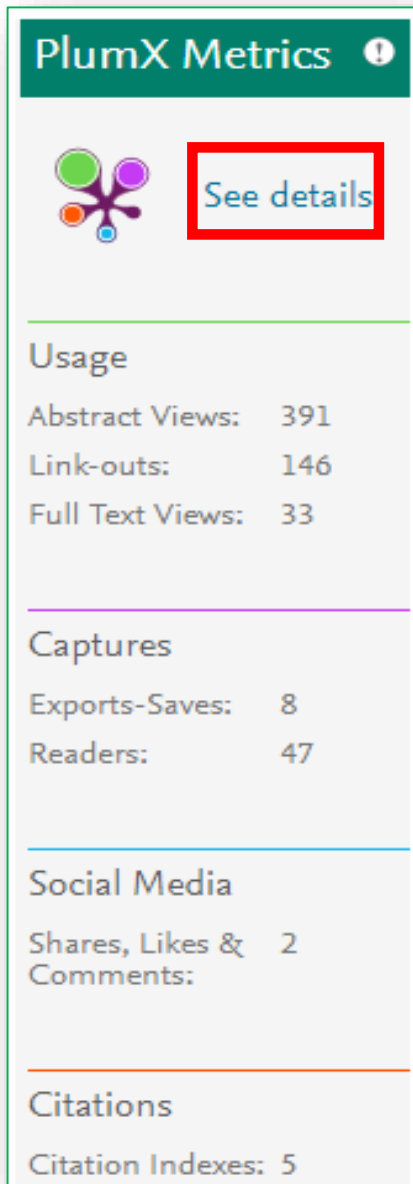 PlumX Metrics
See details
Usage
Abstract Views: 391
Link-outs: 146
Full Text Views: 33
Captures
Exports-Saves: 8
Readers: 47
Social Media
Shares, Likes & 2
Comments:
Citations
Citation Indexes: 5